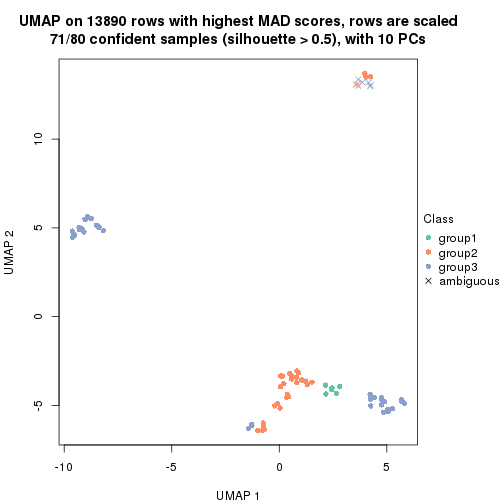 UMAP on 13890 rows with highest MAD scores, rows are scaled
71/80 confident samples (silhouette > 0.5), with 10 PCs
UMAP 2
10
5
0
-5
-10
-5
0
5
UMAP 1
Class
group1
group2
group3
ambiguous